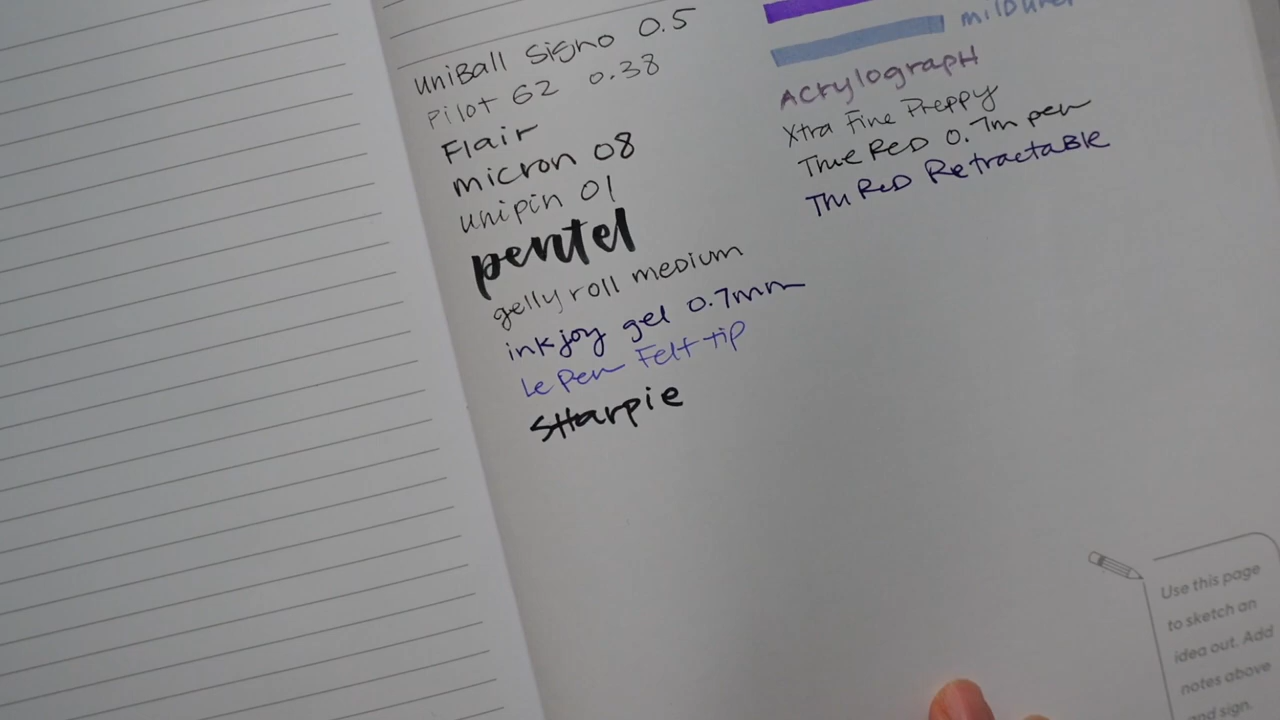 uniBall Signo 0.5
Pilot G2 0.38
Flair
micron 08
unipin 01
pentel
gelly roll medium
inkjoy gel 0.7mm
Le Pen Felt tip
SHarpie
Acrylograph
Xtra Fine Preppy
True RED 0.7m pen
RED Retractable
Use this page
to sketch an
idea out. Add
notes above
and sign.